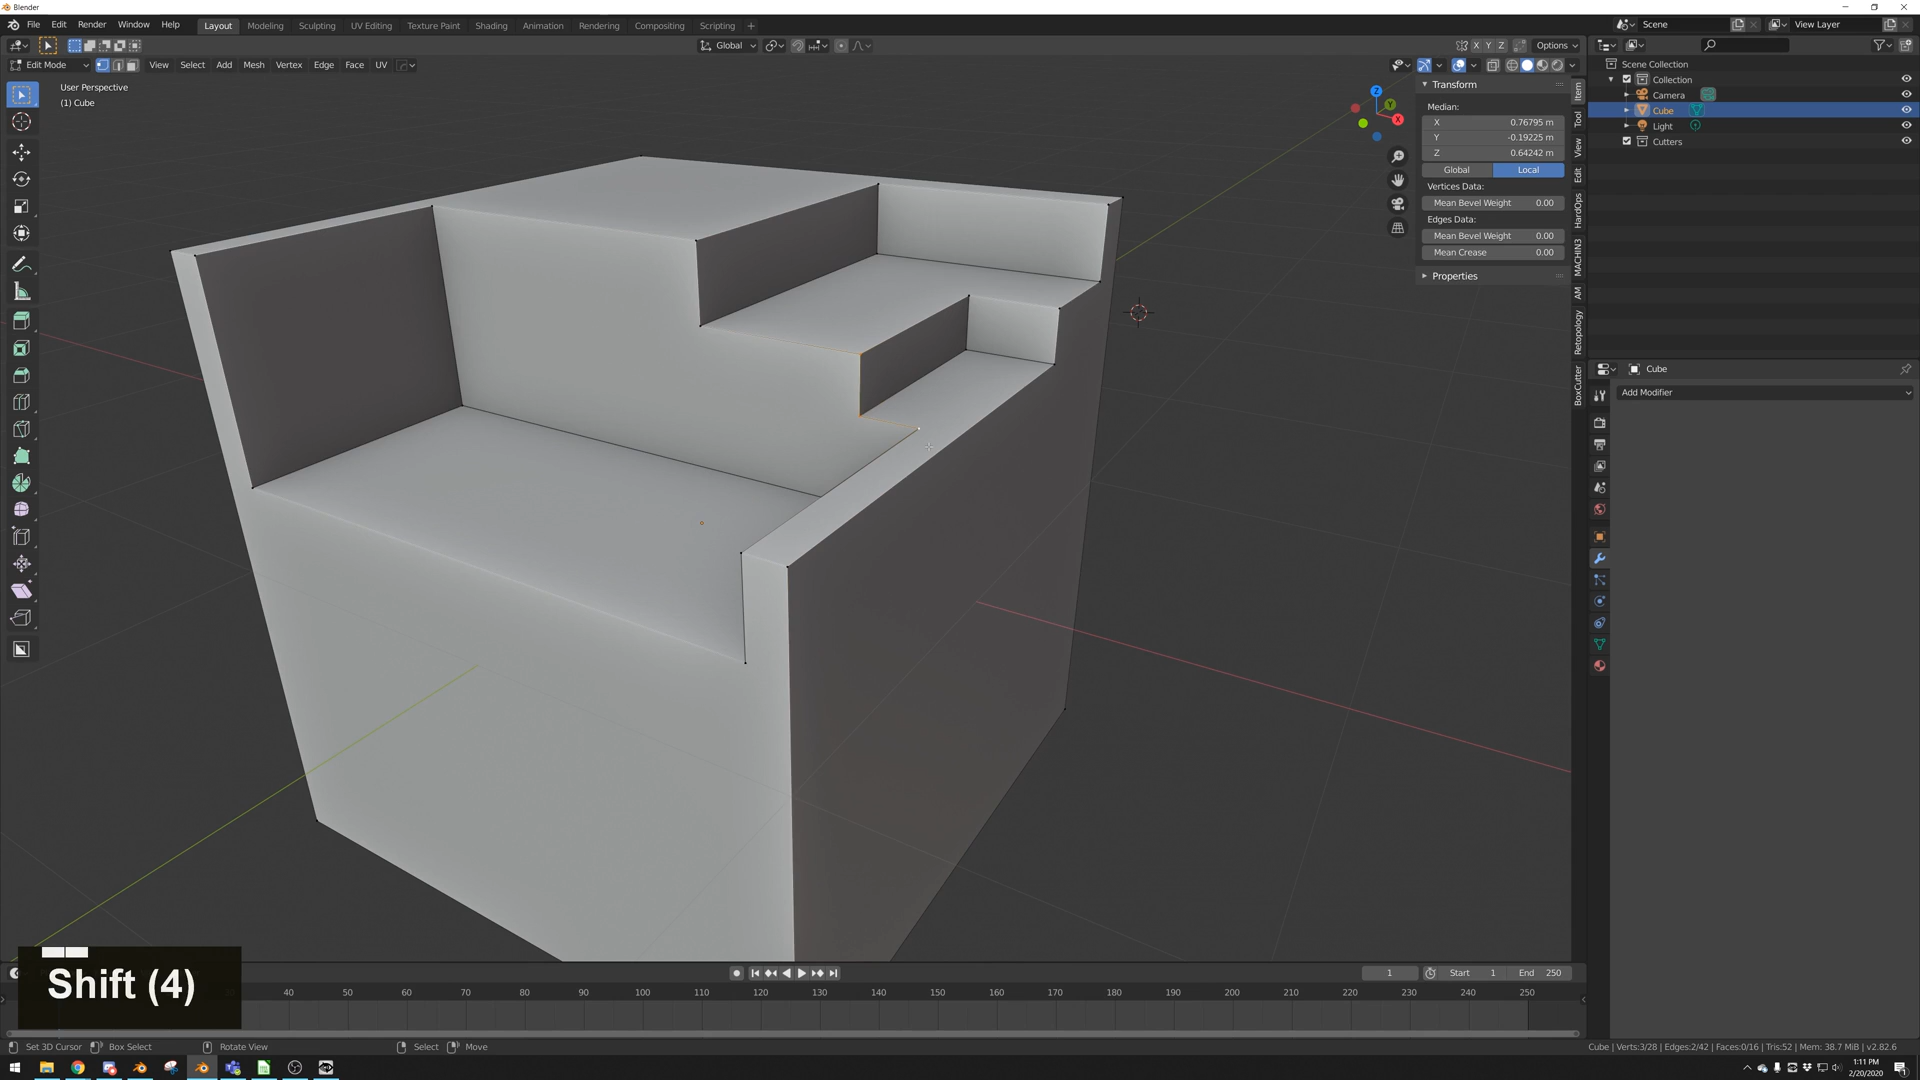 Blender
File Edit Render Window Help Layout Modeling Sculpting UV Editing Texture Paint Shading Animation Rendering Compositing Scripting +
Scene
View Layer
Global
X Y Z
Options
Edit Mode View Select Add Mesh Vertex Edge Face UV
User Perspective
(1) Cube
Z
Y
X
Transform
Median:
X 0.76795 m
Y -0.19225 m
Z 0.64242 m
Global Local
Vertices Data:
Mean Bevel Weight 0.00
Edges Data:
Mean Bevel Weight 0.00
Mean Crease 0.00
Properties
Item
Tool
View
Edit
HardOps
MACHIN3
AM
Retopology
BoxCutter
Scene Collection
Collection
Camera
Cube
Light
Cutters
Cube
Add Modifier
Shift (4)
1
Start 1
End 250
40 50 60 70 80 90 100 110 120 130 140 150 160 170 180 190 200 210 220 230 240 250
Set 3D Cursor Box Select Rotate View Select Move
Cube | Verts:3/28 | Edges:2/42 | Faces:0/16 | Tris:52 | Mem: 38.7 MiB | v2.82.6
1:11 PM
2/20/2020